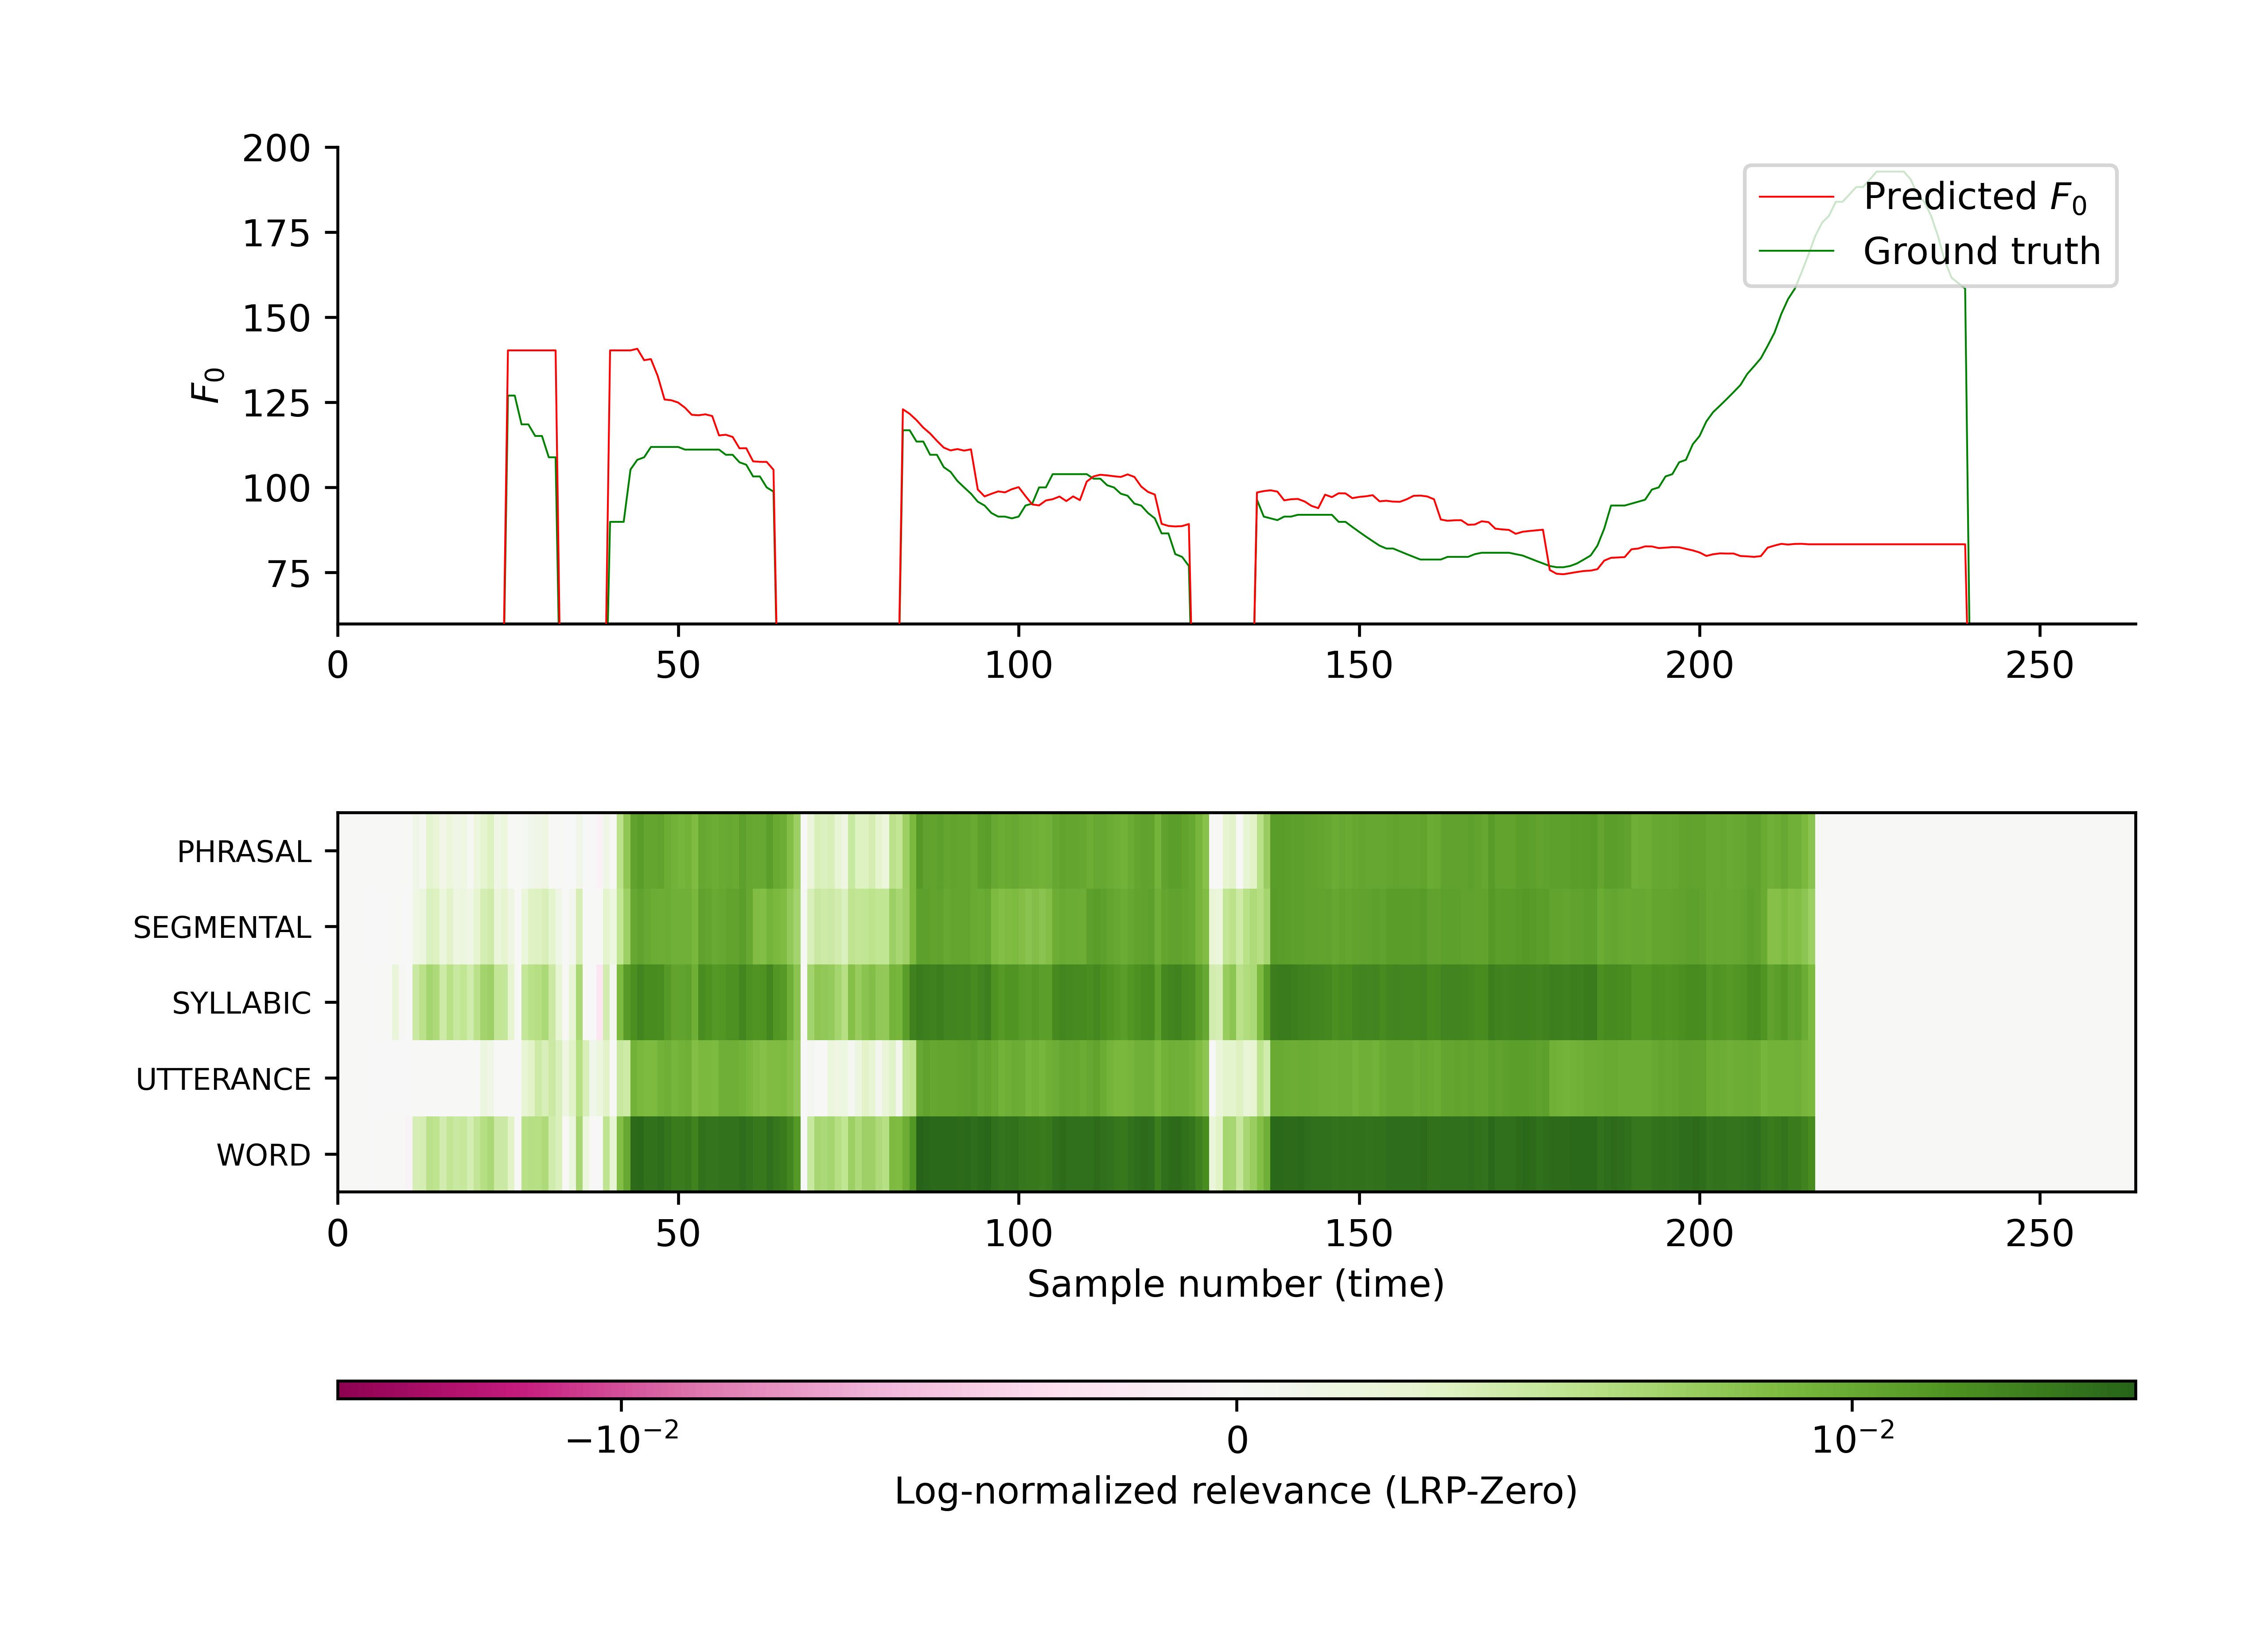 200
175
150
125
100
75
F₀
Predicted F₀
Ground truth
0 50 100 150 200 250
PHRASAL
SEGMENTAL
SYLLABIC
UTTERANCE
WORD
0 50 100 150 200 250
Sample number (time)
−10⁻² 0 10⁻²
Log-normalized relevance (LRP-Zero)